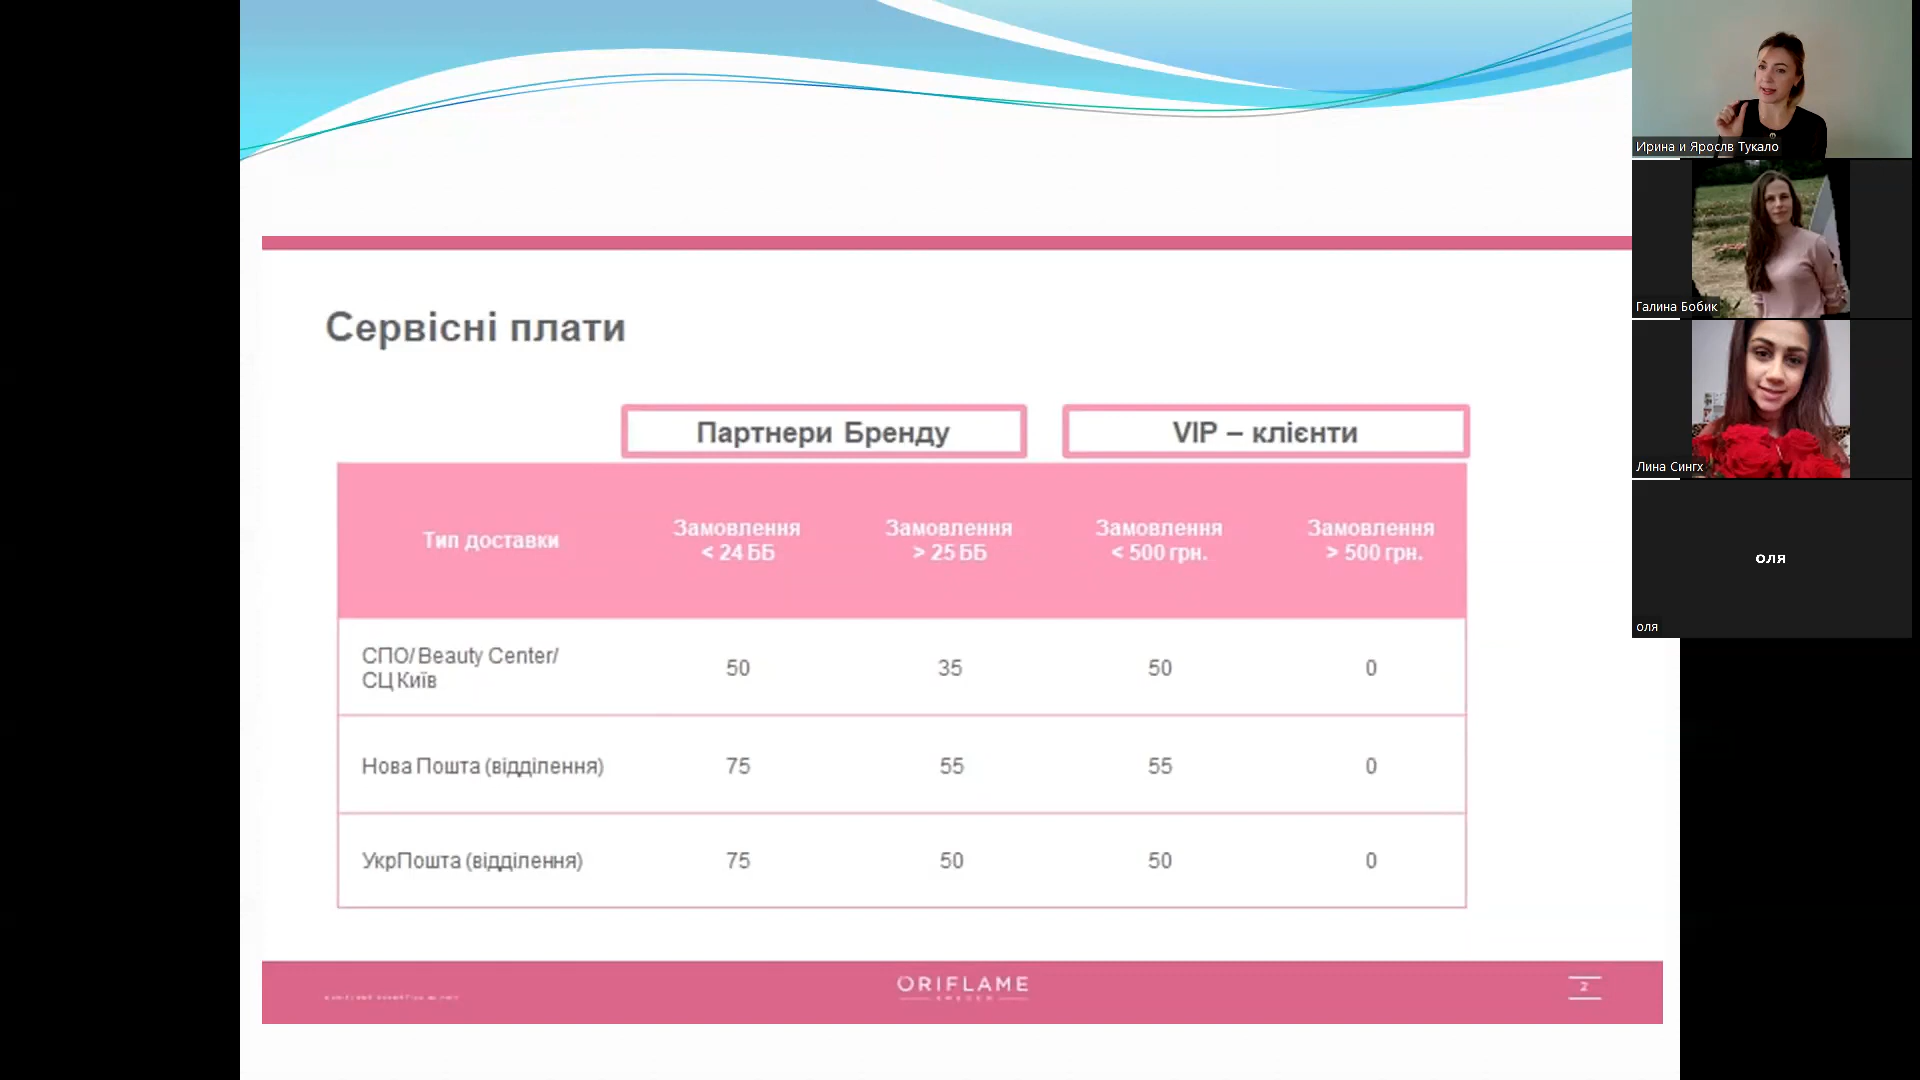 Сервісні плати
Партнери Бренду
VIP – клієнти
Тип доставки
Замовлення
< 24 ББ
Замовлення
> 25 ББ
Замовлення
< 500 грн.
Замовлення
> 500 грн.
СПО/ Beauty Center/
СЦ Київ
50
35
50
0
Нова Пошта (відділення)
75
55
55
0
УкрПошта (відділення)
75
50
50
0
ORIFLAME
SWEDEN
2
Ирина и Ярослв Тукало
Галина Бобик
Лина Сингх
оля
оля